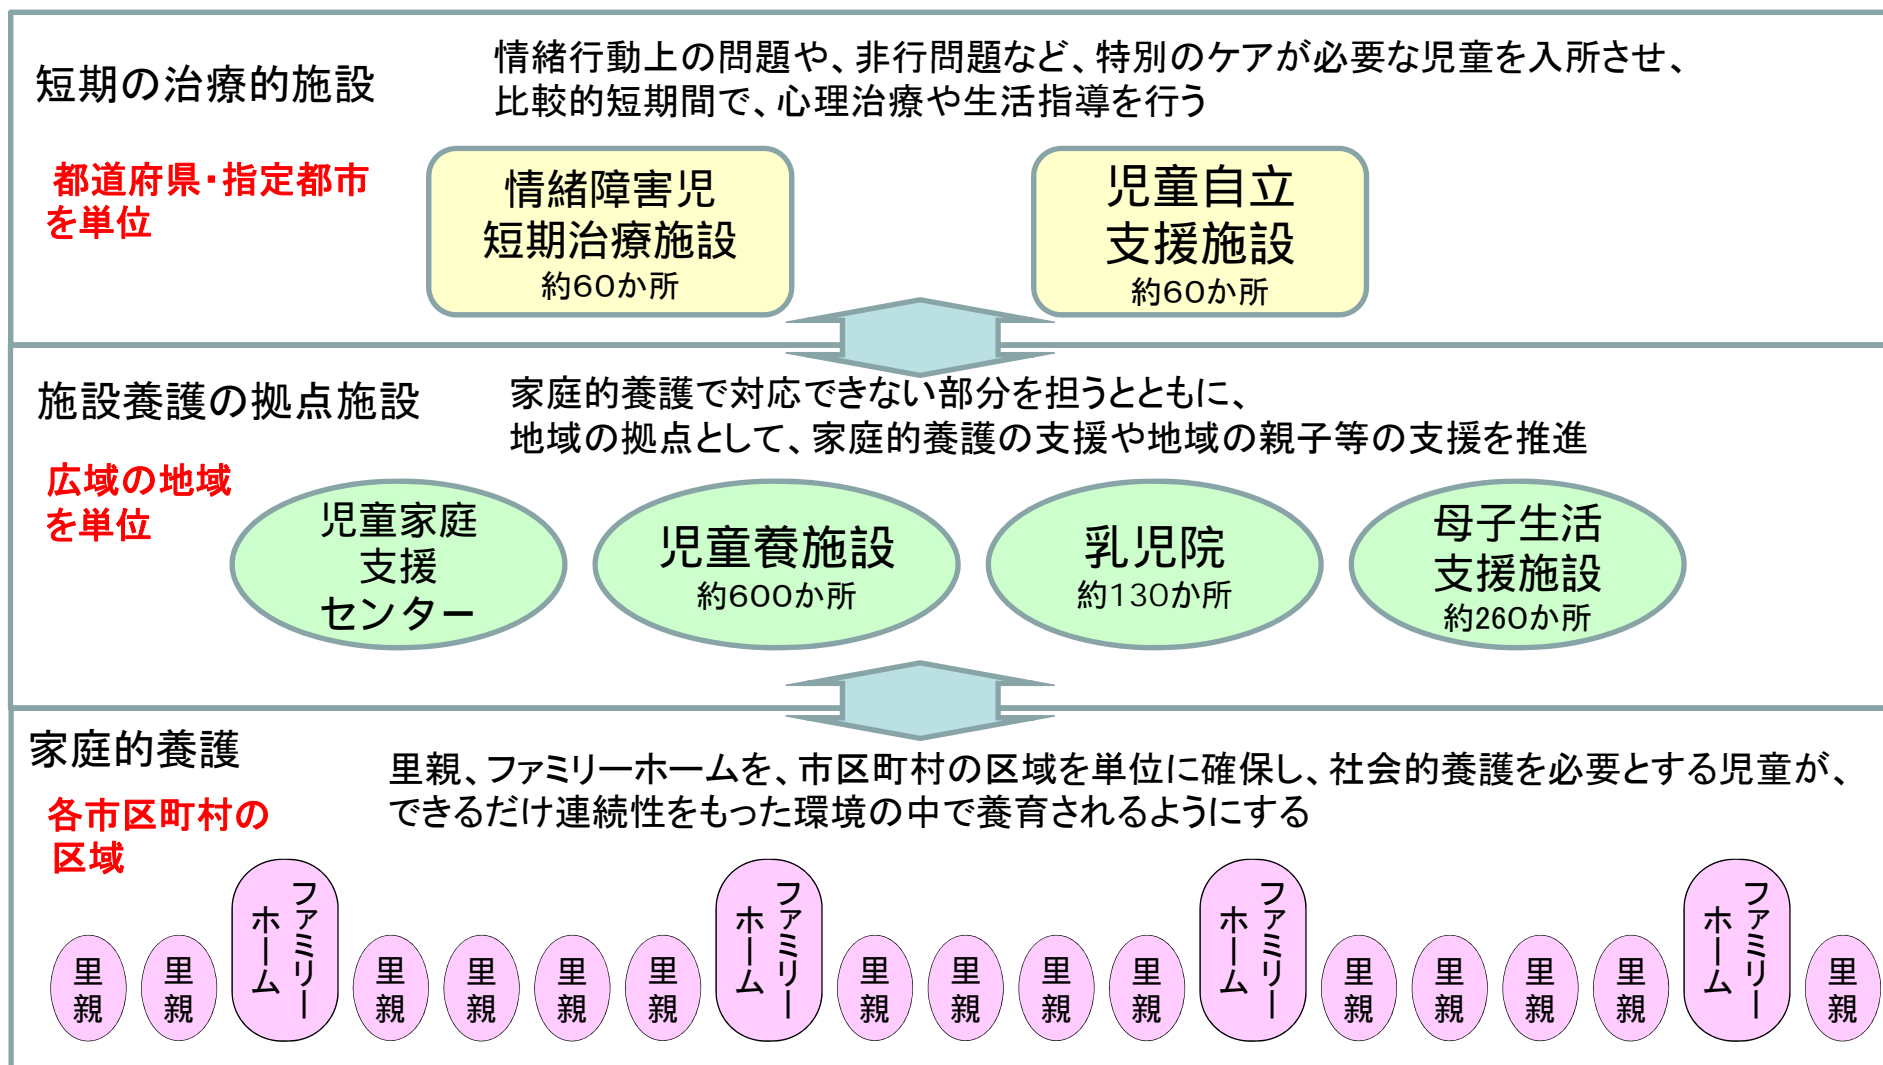 短期の治療的施設
情緒行動上の問題や、非行問題など、特別のケアが必要な児童を入所させ、
比較的短期間で、心理治療や生活指導を行う
都道府県・指定都市
を単位
情緒障害児
短期治療施設
約60か所
児童自立
支援施設
約60か所
施設養護の拠点施設
家庭的養護で対応できない部分を担うとともに、
地域の拠点として、家庭的養護の支援や地域の親子等の支援を推進
広域の地域
を単位
児童家庭
支援
センター
児童養施設
約600か所
乳児院
約130か所
母子生活
支援施設
約260か所
家庭的養護
里親、ファミリーホームを、市区町村の区域を単位に確保し、社会的養護を必要とする児童が、
できるだけ連続性をもった環境の中で養育されるようにする
各市区町村の
区域
里親
里親
ファミリー
ホーム
里親
里親
里親
里親
ファミリー
ホーム
里親
里親
里親
里親
ファミリー
ホーム
里親
里親
里親
里親
ファミリー
ホーム
里親